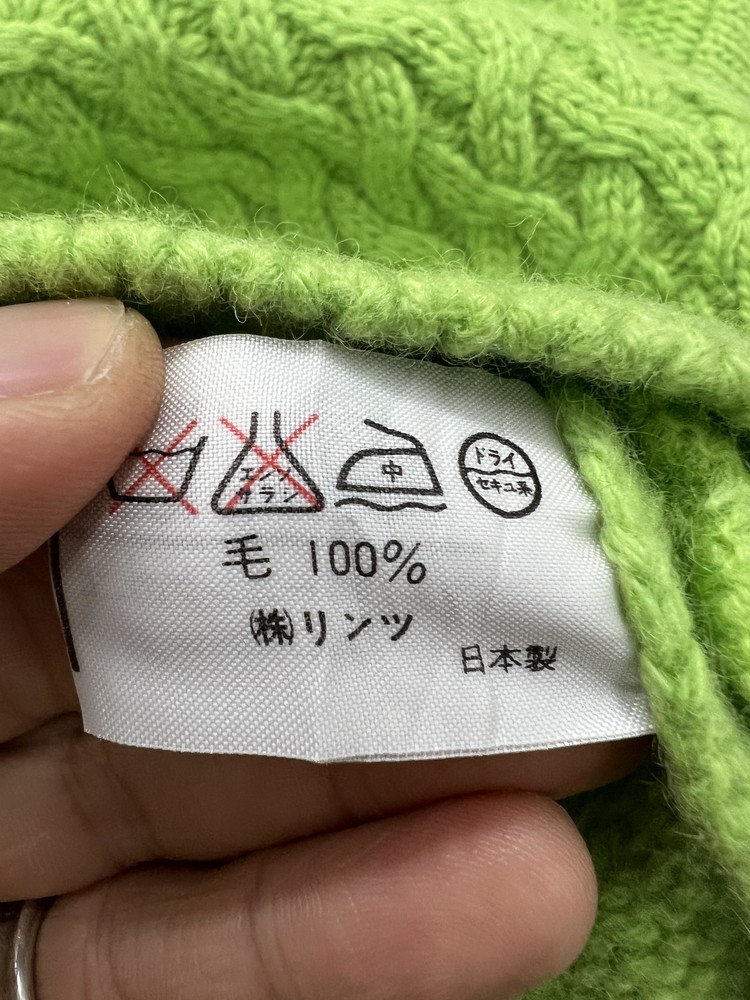 エンソ
サラシ
中
ドライ
セキユ系
毛 100%
㈱リンツ
日本製